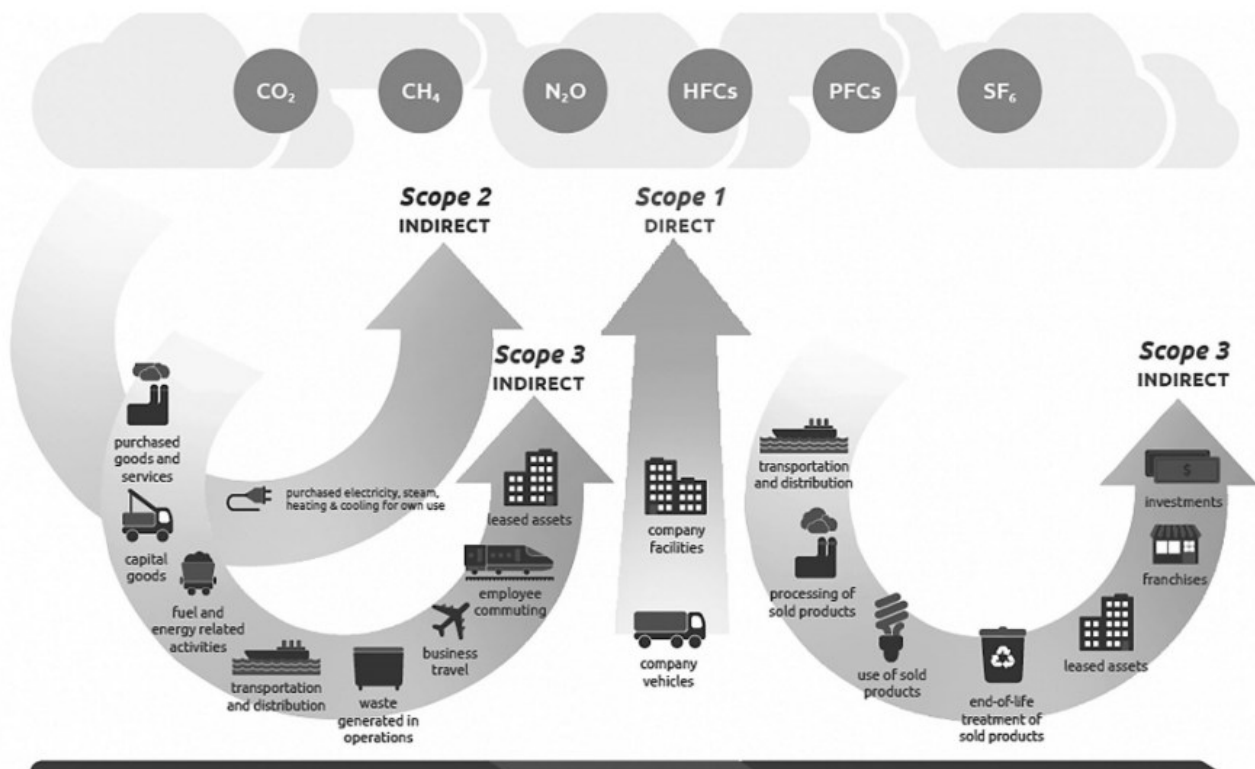 CO₂
CH₄
N₂O
HFCs
PFCs
SF₆
Scope 2
INDIRECT
Scope 1
DIRECT
Scope 3
INDIRECT
Scope 3
INDIRECT
purchased
goods and
services
capital
goods
fuel and
energy related
activities
transportation
and distribution
waste
generated in
operations
business
travel
employee
commuting
leased assets
purchased electricity, steam,
heating & cooling for own use
company
facilities
company
vehicles
transportation
and distribution
processing of
sold products
use of sold
products
end-of-life
treatment of
sold products
leased assets
franchises
$
investments